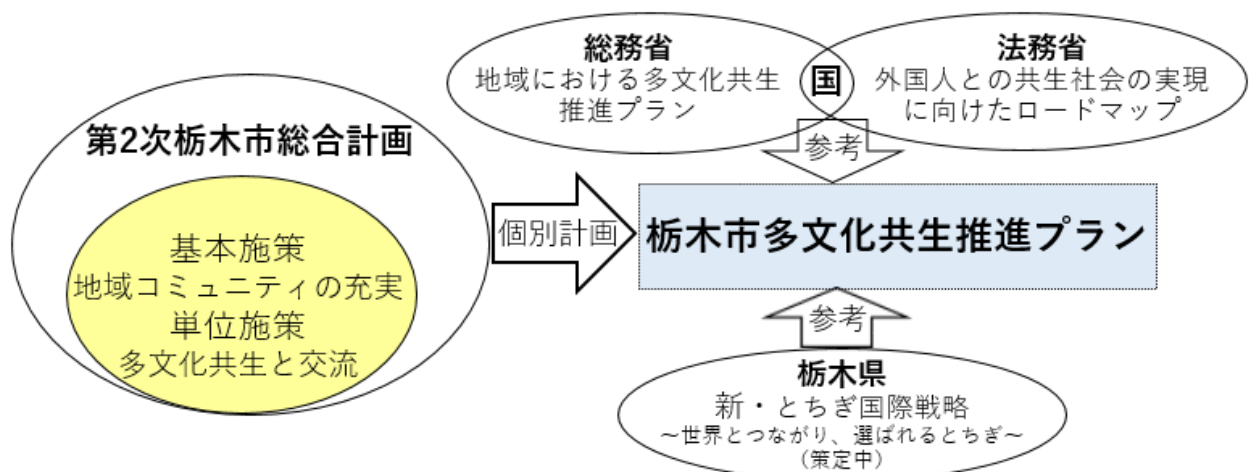 総務省
地域における多文化共生
推進プラン
国
法務省
外国人との共生社会の実現
に向けたロードマップ
参考
第2次栃木市総合計画
基本施策
地域コミュニティの充実
単位施策
多文化共生と交流
個別計画
栃木市多文化共生推進プラン
参考
栃木県
新・とちぎ国際戦略
～世界とつながり、選ばれるとちぎ～
（策定中）